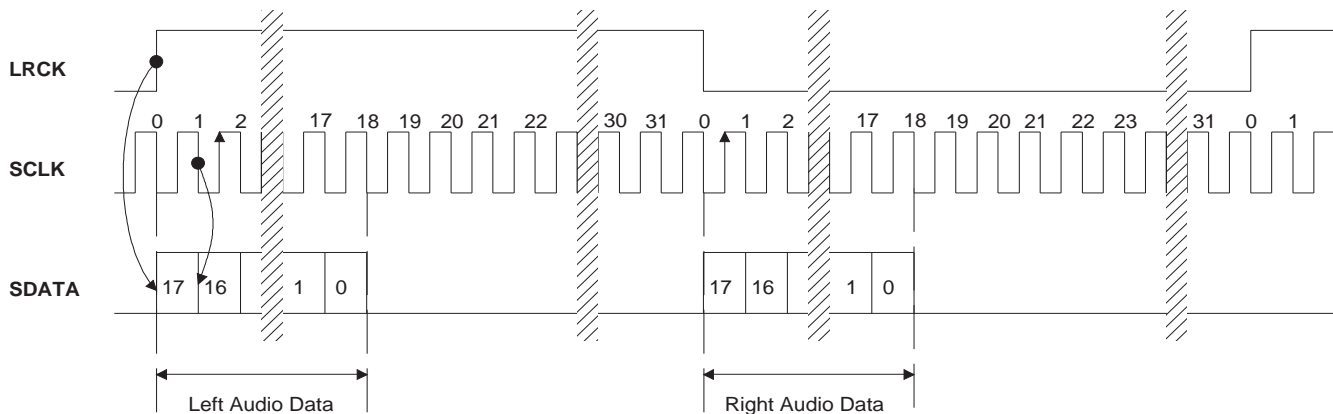 LRCK
0 1 2 17 18 19 20 21 22 30 31 0 1 2 17 18 19 20 21 22 23 31 0 1
SCLK
SDATA 17 16 1 0 17 16 1 0
Left Audio Data Right Audio Data